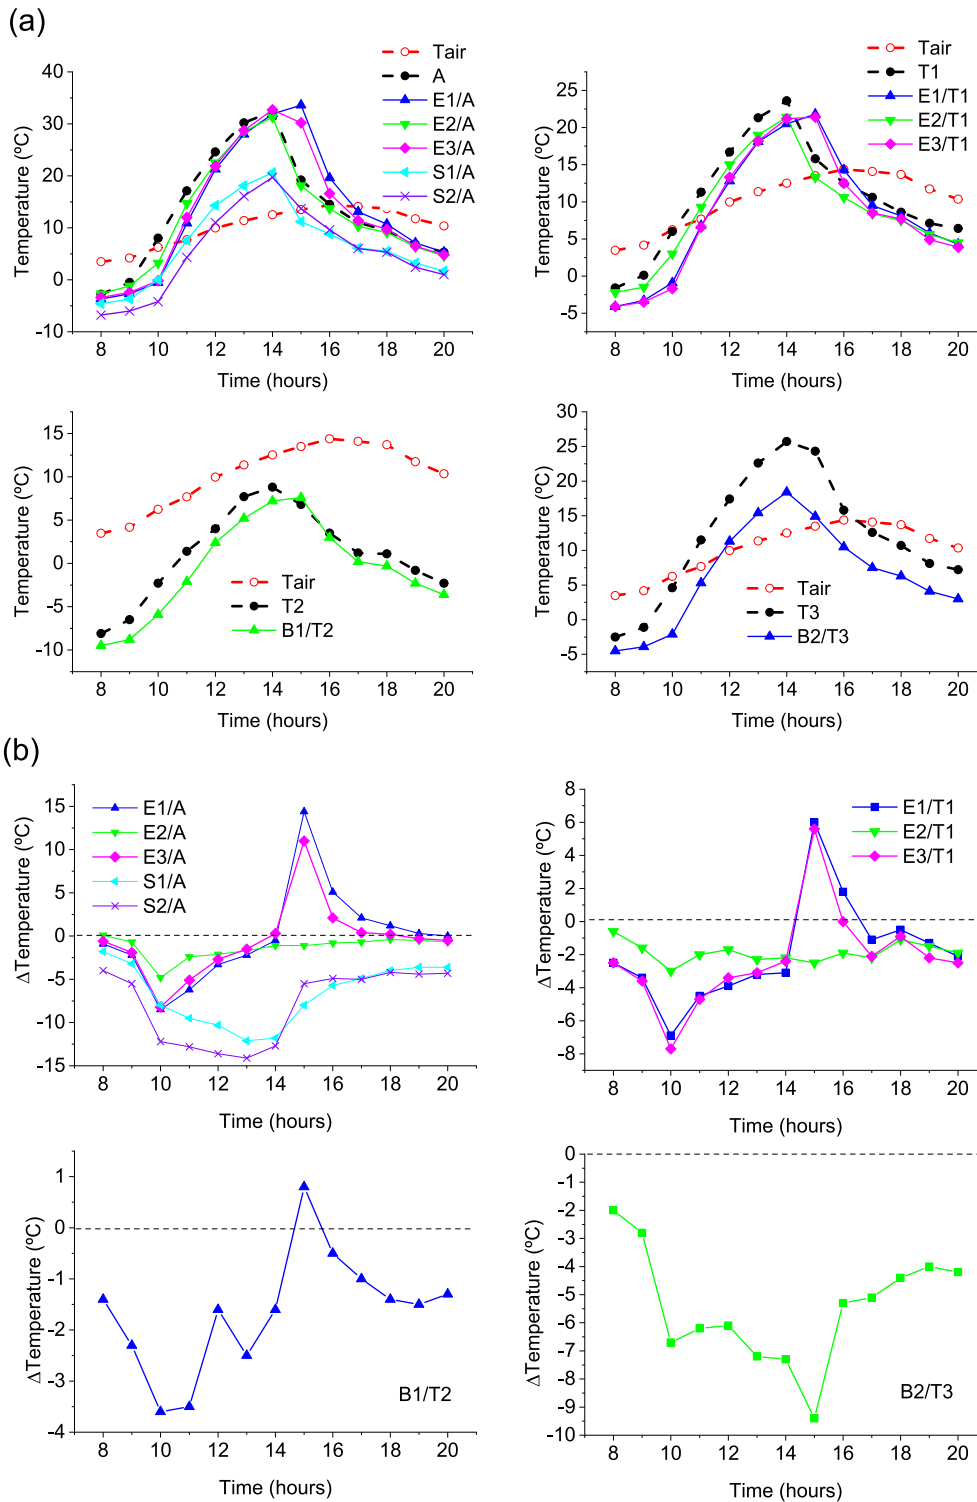 (a)
Tair
A
E1/A
E2/A
E3/A
S1/A
S2/A
40
30
20
10
0
-10
Temperature (ºC)
8 10 12 14 16 18 20
Time (hours)
Tair
T1
E1/T1
E2/T1
E3/T1
25
20
15
10
5
0
-5
Temperature (ºC)
8 10 12 14 16 18 20
Time (hours)
15
10
5
0
-5
-10
Temperature (ºC)
Tair
T2
B1/T2
8 10 12 14 16 18 20
Time (hours)
30
25
20
15
10
5
0
-5
Temperature (ºC)
Tair
T3
B2/T3
8 10 12 14 16 18 20
Time (hours)
(b)
15
10
5
0
-5
-10
-15
ΔTemperature (ºC)
E1/A
E2/A
E3/A
S1/A
S2/A
8 10 12 14 16 18 20
Time (hours)
8
6
4
2
0
-2
-4
-6
-8
ΔTemperature (ºC)
E1/T1
E2/T1
E3/T1
8 10 12 14 16 18 20
Time (hours)
1
0
-1
-2
-3
-4
ΔTemperature (ºC)
B1/T2
8 10 12 14 16 18 20
Time (hours)
0
-1
-2
-3
-4
-5
-6
-7
-8
-9
-10
ΔTemperature (ºC)
B2/T3
8 10 12 14 16 18 20
Time (hours)